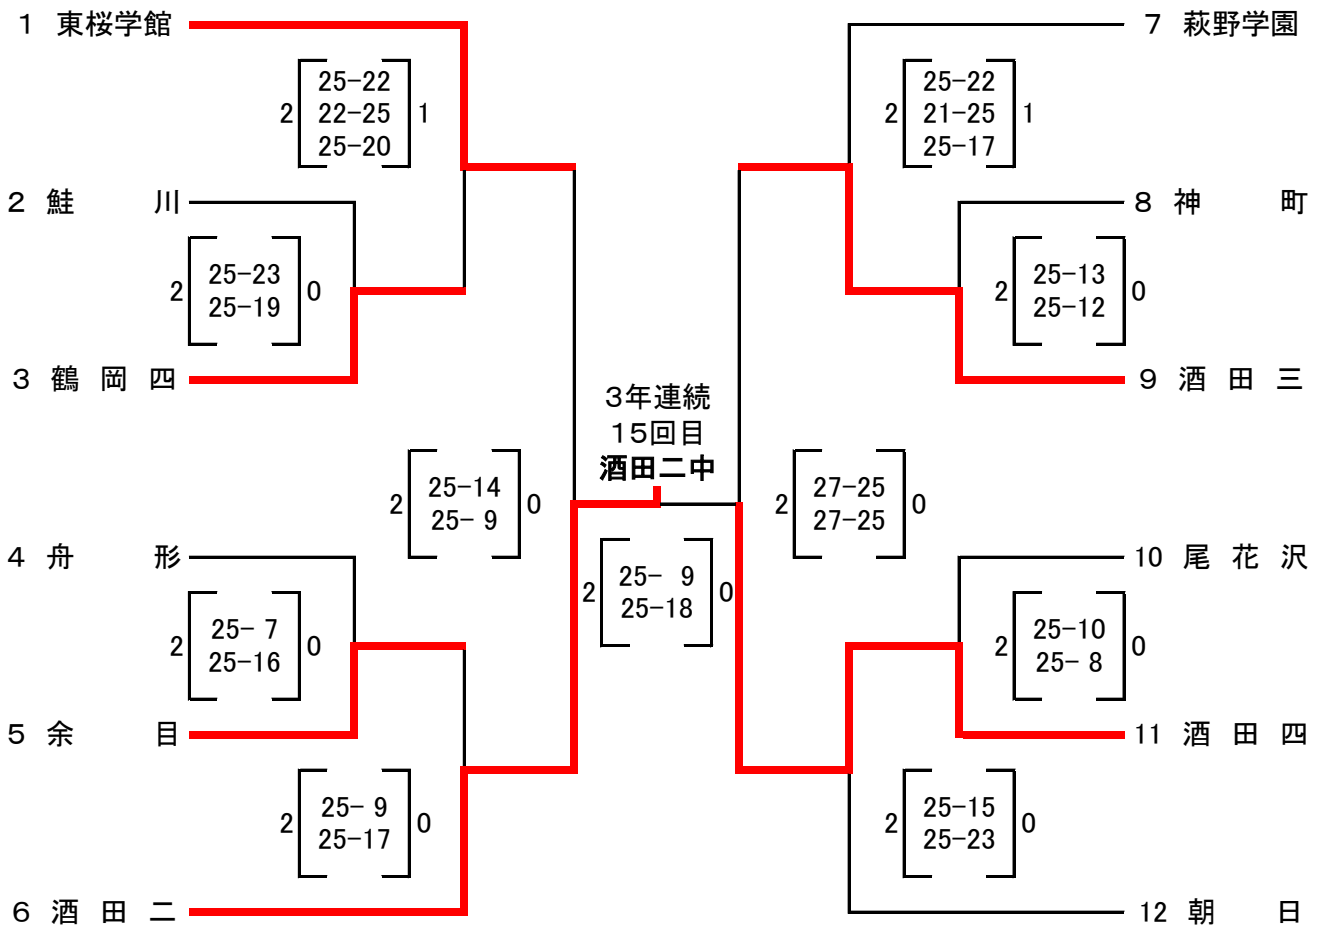 1 東桜学館
2 25-22 1
22-25
25-20
2 鮭 川
2 25-23 0
25-19
3 鶴 岡 四
4 舟 形
2 25- 7 0
25-16
5 余 目
2 25- 9 0
25-17
6 酒 田 二
2 25-14 0
25- 9
3年連続
15回目
酒田二中
2 25- 9 0
25-18
2 27-25 0
27-25
7 萩野学園
2 25-22 1
21-25
25-17
8 神 町
2 25-13 0
25-12
9 酒 田 三
10 尾 花 沢
2 25-10 0
25- 8
11 酒 田 四
2 25-15 0
25-23
12 朝 日